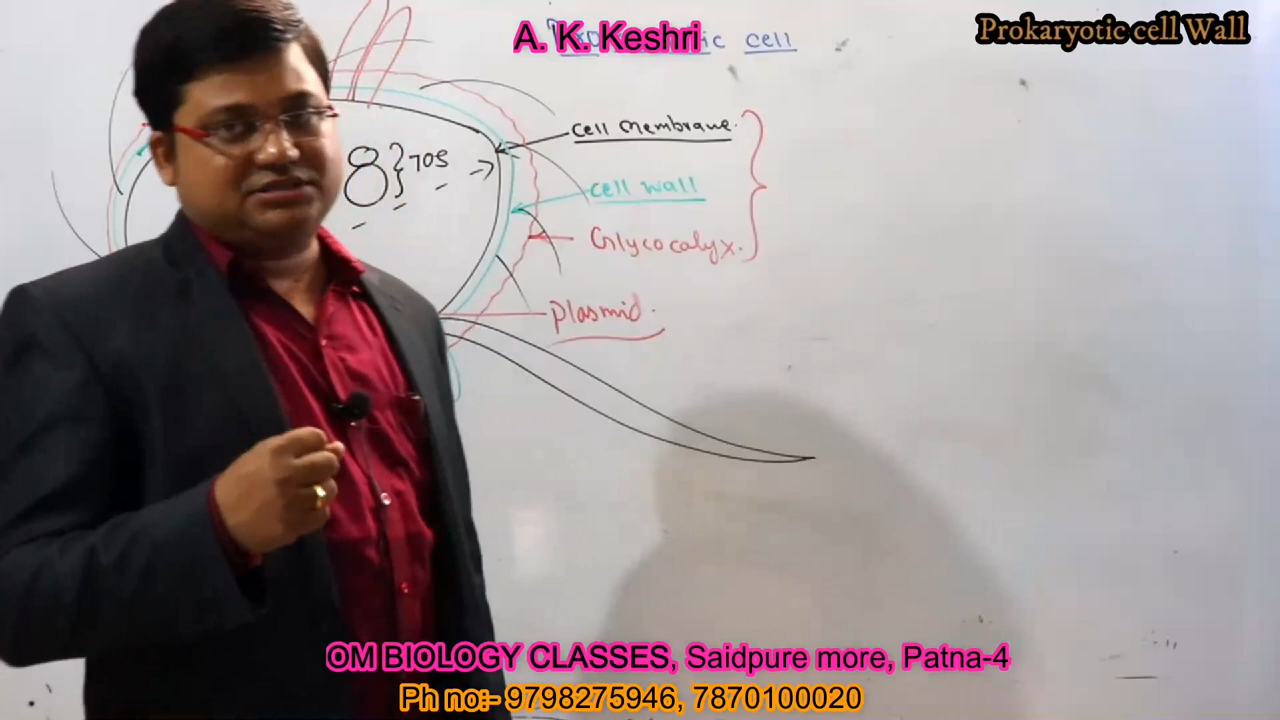 A. K. Keshri
ic cell
Prokaryotic cell Wall
cell membrane.
70S
cell wall
Glycocalyx.
Plasmid.
OM BIOLOGY CLASSES, Saidpure more, Patna-4
Ph no:- 9798275946, 7870100020